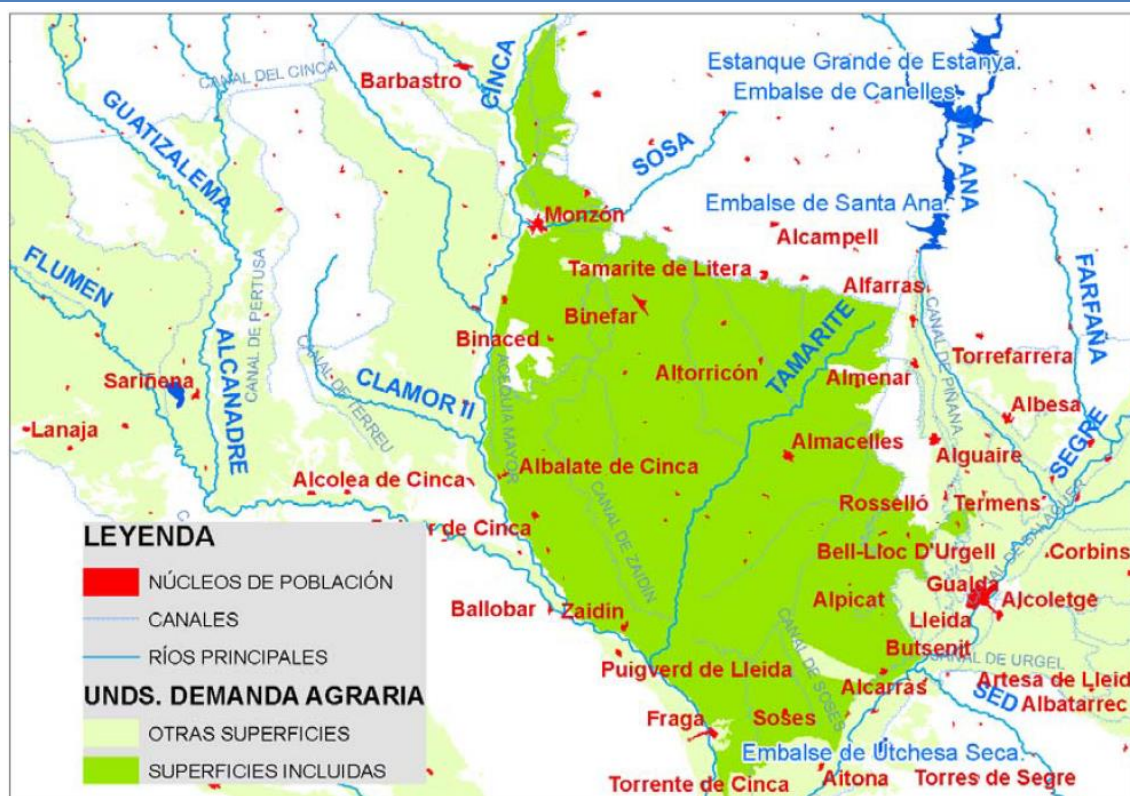 Estanque Grande de Estanya.
CANAL DEL CINCA
Barbastro
CINCA
Embalse de Canelles.
GUATIZALEMA
STA. ANA
SOSA
Embalse de Santa Ana.
Monzón
Alcampell
FLUMEN
Tamarite de Litera
Alfarras
FARFAÑA
CANAL DE PERTUSA
Binefar
Binaced
ALCANADRE
CANAL DE TERREU
ACEQUIA MAYOR
TAMARITE
CANAL DE PIÑANA
Torrefarrera
Sariñena
CLAMOR II
Altorricón
Almenar
Albesa
Lanaja
Almacelles
SEGRE
Alguaire
Albalate de Cinca
Alcolea de Cinca
CANAL DE ZAIDÍN
Rosselló
Termens
de Cinca
Bell-Lloc D'Urgell
Corbins
Gualda
Ballobar
Zaidín
Alpicat
Alcoletge
Lleida
Butsenit
CANAL DE URGEL
Puigverd de Lleida
CANAL DE SOSES
Alcarrás
Artesa de Lleid
SED
Albatarrec
Fraga
Soses
Embalse de Utchesa Seca.
Torrente de Cinca
Aitona
Torres de Segre
LEYENDA
NÚCLEOS DE POBLACIÓN
CANALES
RÍOS PRINCIPALES
UNDS. DEMANDA AGRARIA
OTRAS SUPERFICIES
SUPERFICIES INCLUIDAS